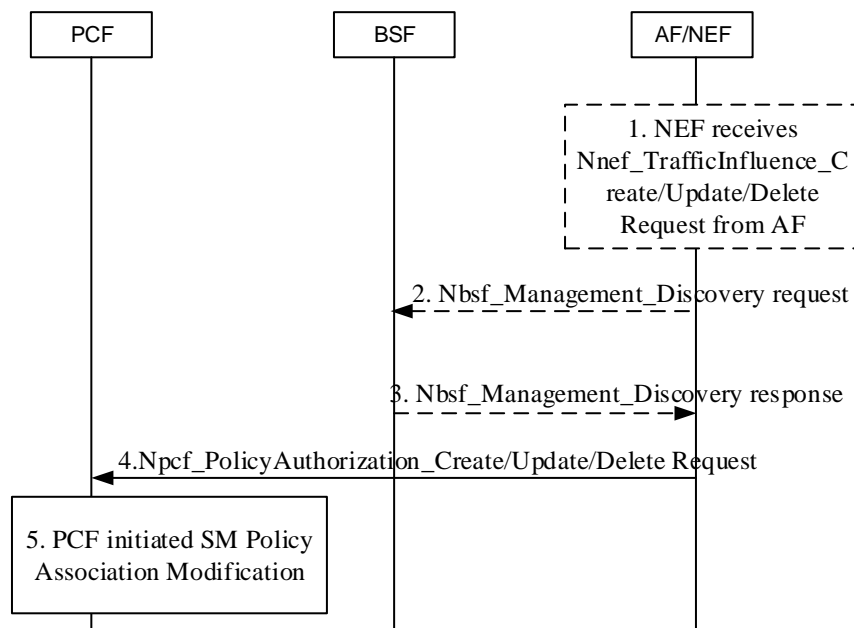 PCF
BSF
AF/NEF
1. NEF receives
Nnef_TrafficInfluence_C
reate/Update/Delete
Request from AF
2. Nbsf_Management_Discovery request
3. Nbsf_Management_Discovery response
4.Npcf_PolicyAuthorization_Create/Update/Delete Request
5. PCF initiated SM Policy
Association Modification